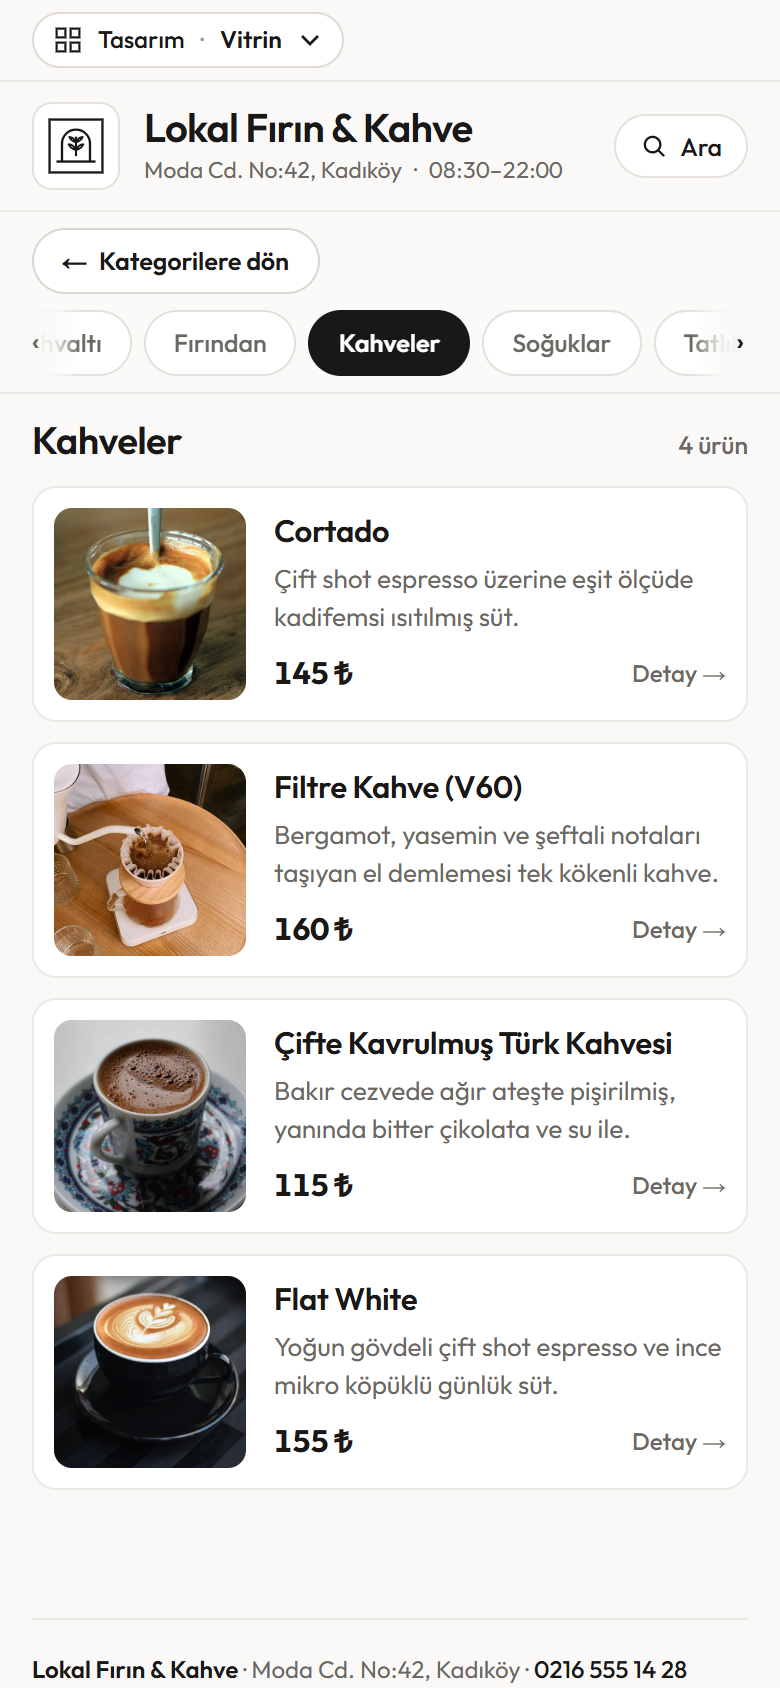 Tasarım · Vitrin
Lokal Fırın & Kahve
Moda Cd. No:42, Kadıköy · 08:30–22:00
Ara
← Kategorilere dön
‹ hvaltı Fırından Kahveler Soğuklar Tatlı ›
Kahveler
4 ürün
Cortado
Çift shot espresso üzerine eşit ölçüde
kadifemsi ısıtılmış süt.
145 ₺
Detay →
Filtre Kahve (V60)
Bergamot, yasemin ve şeftali notaları
taşıyan el demlemesi tek kökenli kahve.
160 ₺
Detay →
Çifte Kavrulmuş Türk Kahvesi
Bakır cezvede ağır ateşte pişirilmiş,
yanında bitter çikolata ve su ile.
115 ₺
Detay →
Flat White
Yoğun gövdeli çift shot espresso ve ince
mikro köpüklü günlük süt.
155 ₺
Detay →
Lokal Fırın & Kahve · Moda Cd. No:42, Kadıköy · 0216 555 14 28